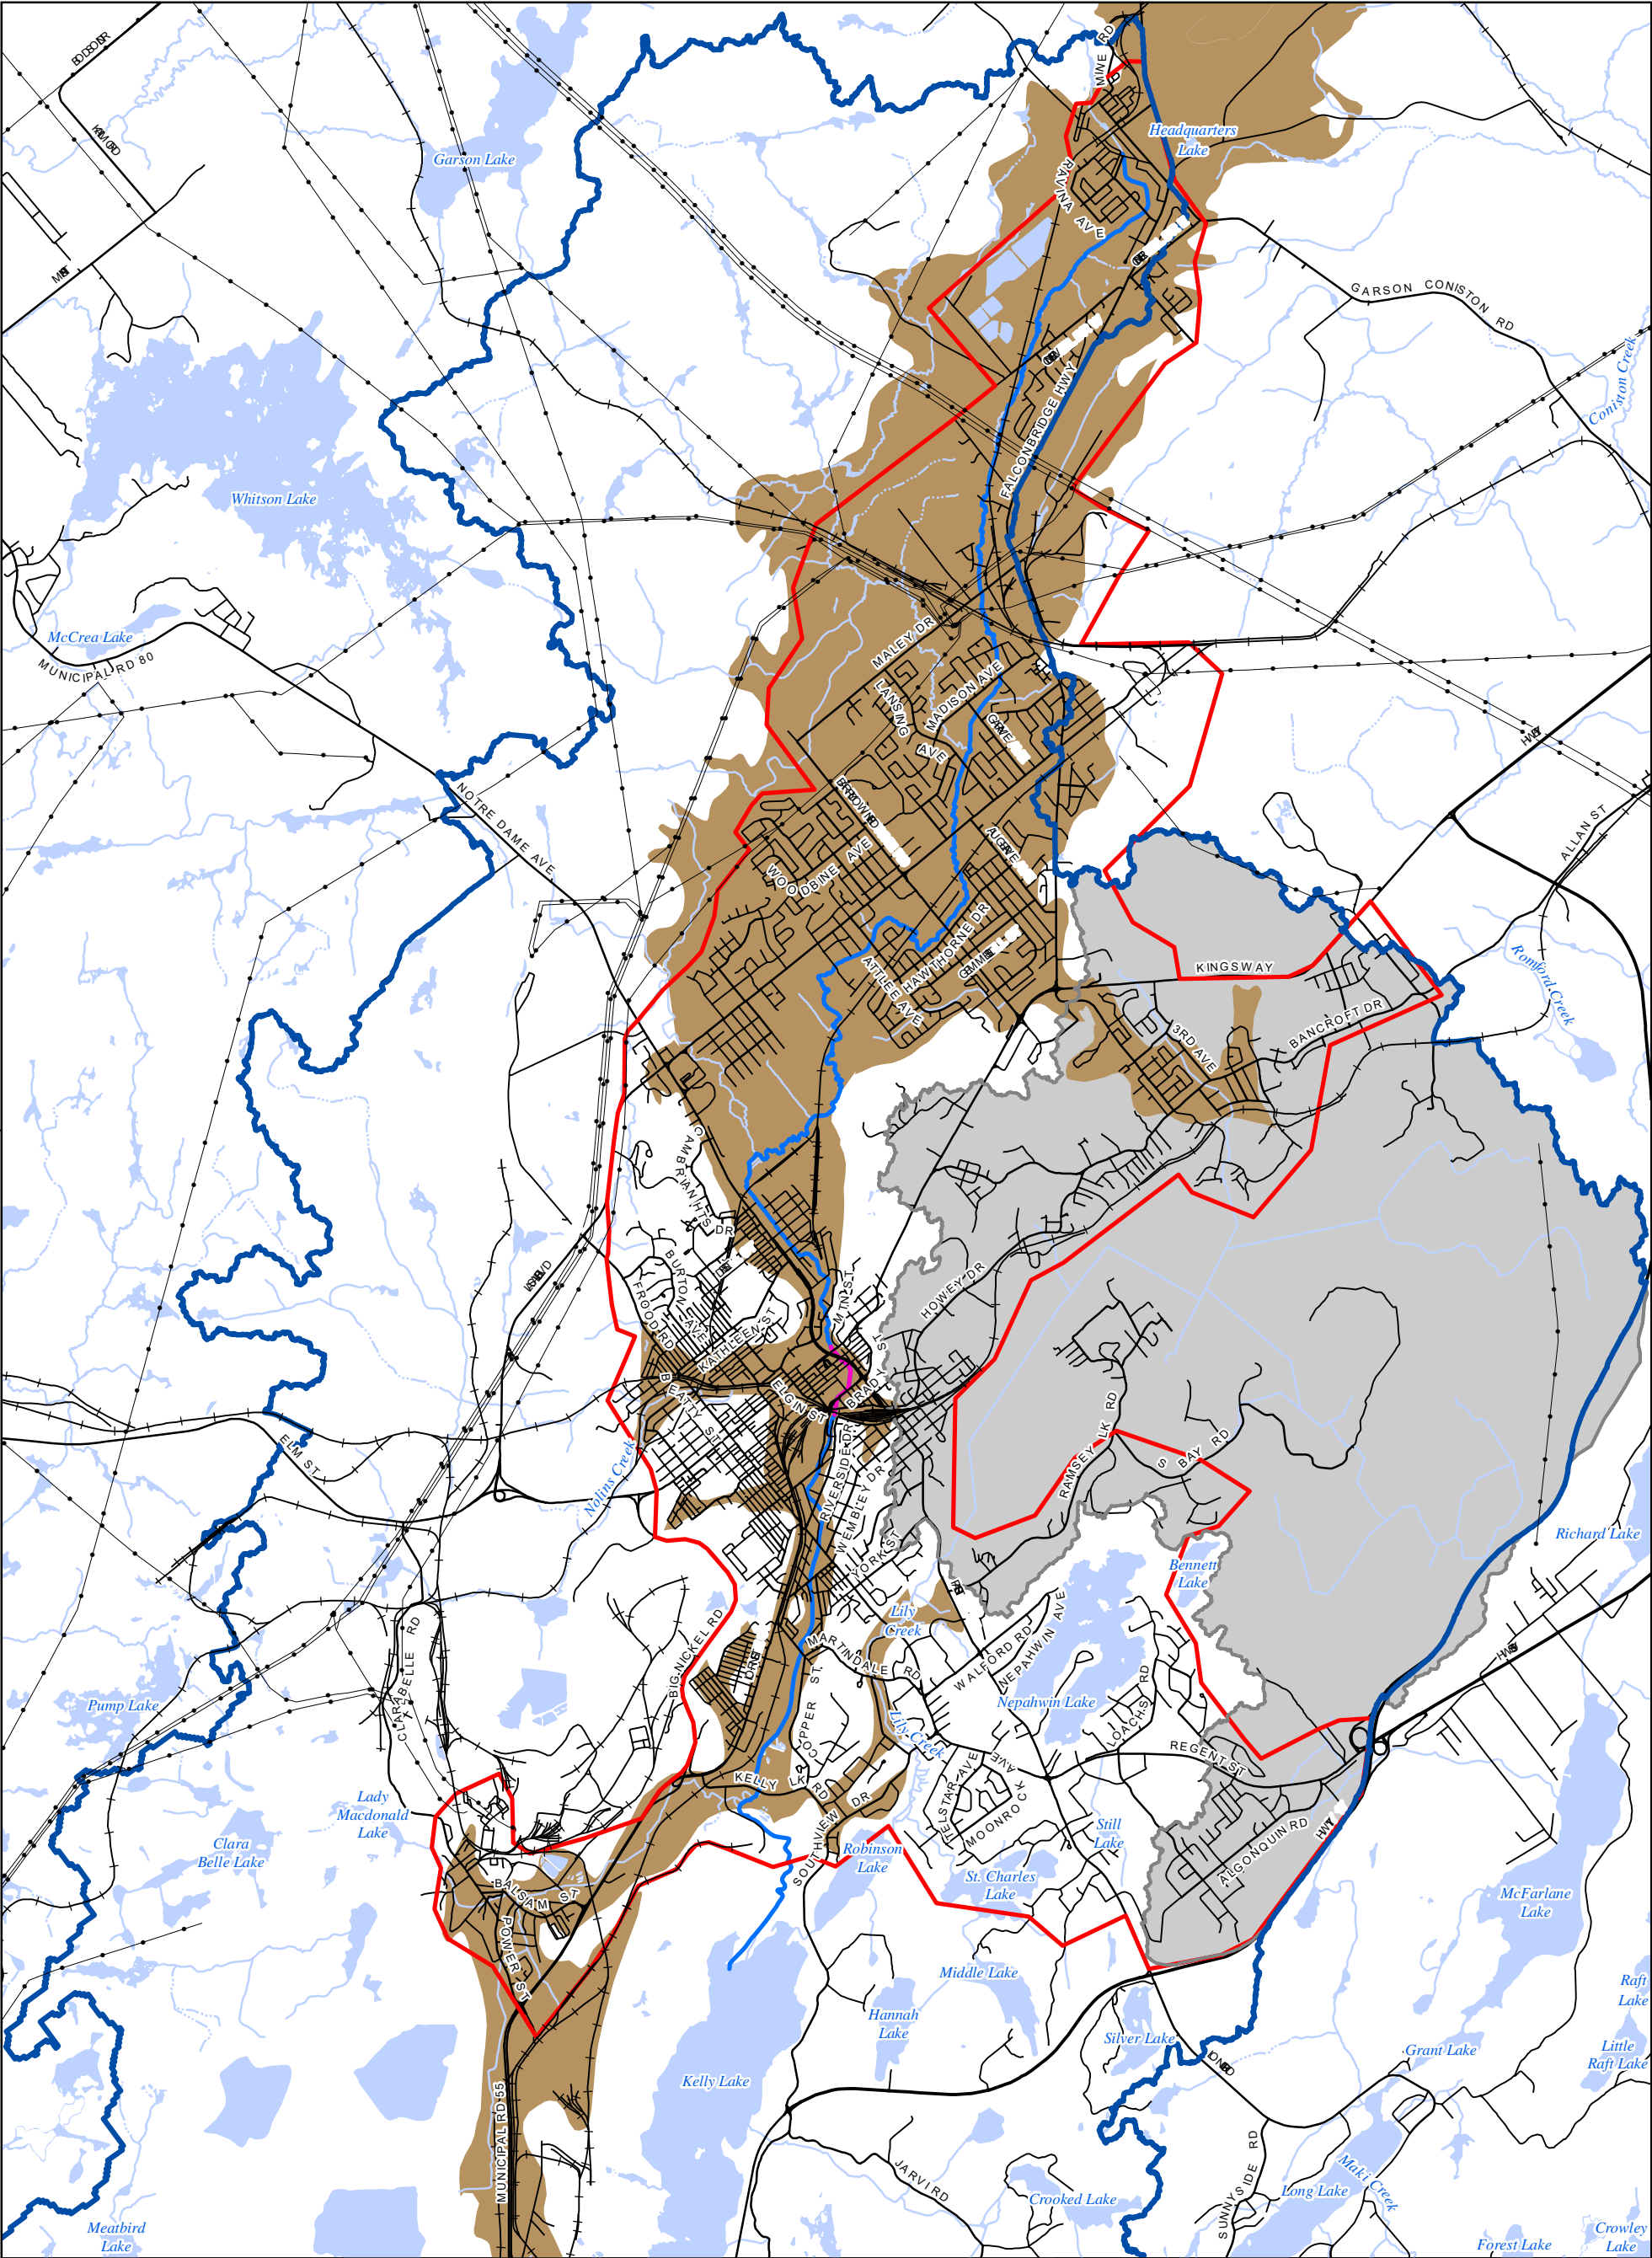 MINE RD
Headquarters
Lake
Garson Lake
RAVINA AVE
GARSON CONISTON RD
Coniston Creek
FALCONBRIDGE HWY
Whitson Lake
McCrea Lake
MUNICIPAL RD 80
MALEY DR
LANSING AVE
MADISON AVE
NOTRE DAME AVE
ALLAN ST
WOODBINE AVE
HAWTHORNE DR
ATTLEE AVE
KINGSWAY
Romford Creek
BANCROFT DR
3RD AVE
CAMBRIAN HTS DR
BURTON AVE
FROOD RD
KATHLEEN ST
MTN ST
HOWEY DR
BEATTY ST
ELGIN ST
BRADY ST
ELM ST
Nolins Creek
RIVERSIDE DR
WEMBLEY DR
YORK ST
RAMSEY LK RD
S BAY RD
Richard Lake
Bennett
Lake
Lily
Creek
CLARABELLE RD
BIG NICKEL RD
MARTINDALE RD
WALFORD RD
NEPAHWIN AVE
Nepahwin Lake
LOACHS RD
Pump Lake
COPPER ST
Lily Creek
REGENT ST
KELLY LK RD
TELSTAR AVE
MOONROCK AVE
Lady
Macdonald
Lake
Clara
Belle Lake
SOUTHVIEW DR
Robinson
Lake
Still
Lake
ALGONQUIN RD
HWY
St. Charles
Lake
McFarlane
Lake
BALSAM ST
POWER ST
Middle Lake
Hannah
Lake
Silver Lake
Raft
Lake
Grant Lake
Little
Raft Lake
Kelly Lake
MUNICIPAL RD 55
JARVI RD
Crooked Lake
SUNNYSIDE RD
Long Lake
Maki Creek
Meatbird
Lake
Forest Lake
Crowley
Lake